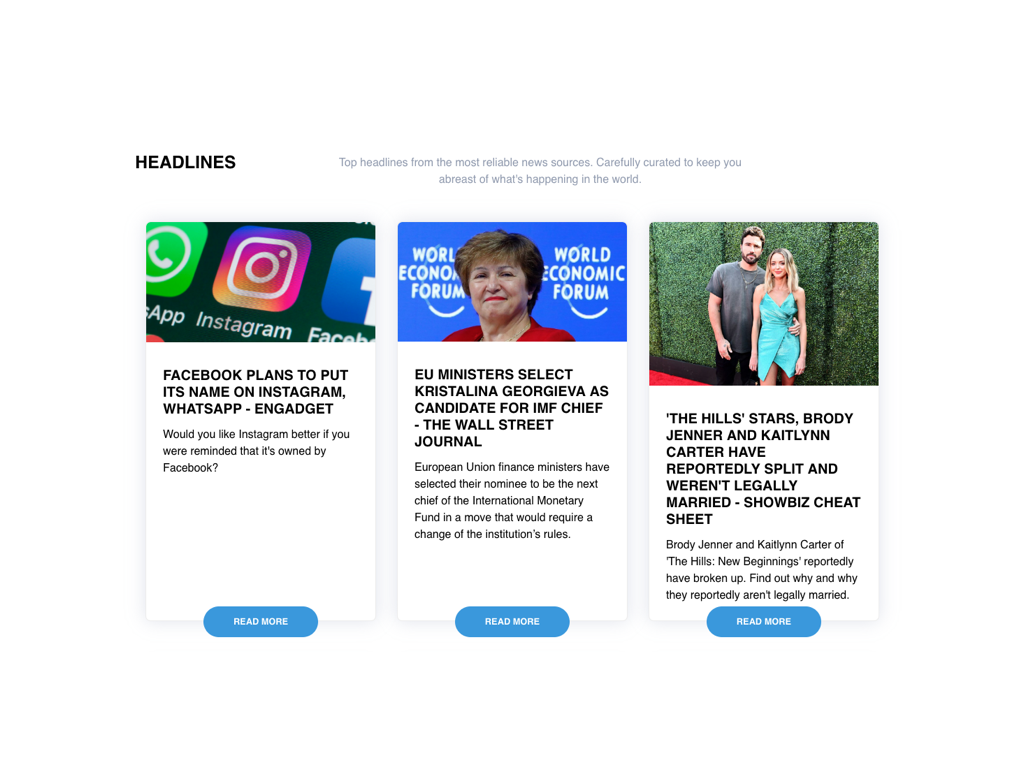 HEADLINES
Top headlines from the most reliable news sources. Carefully curated to keep you
abreast of what's happening in the world.
sApp Instagram Faceb
FACEBOOK PLANS TO PUT
ITS NAME ON INSTAGRAM,
WHATSAPP - ENGADGET
Would you like Instagram better if you
were reminded that it's owned by
Facebook?
READ MORE
WORLD
ECONO
FORUM
WORLD
ECONOMIC
FORUM
EU MINISTERS SELECT
KRISTALINA GEORGIEVA AS
CANDIDATE FOR IMF CHIEF
- THE WALL STREET
JOURNAL
European Union finance ministers have
selected their nominee to be the next
chief of the International Monetary
Fund in a move that would require a
change of the institution’s rules.
READ MORE
'THE HILLS' STARS, BRODY
JENNER AND KAITLYNN
CARTER HAVE
REPORTEDLY SPLIT AND
WEREN'T LEGALLY
MARRIED - SHOWBIZ CHEAT
SHEET
Brody Jenner and Kaitlynn Carter of
'The Hills: New Beginnings' reportedly
have broken up. Find out why and why
they reportedly aren't legally married.
READ MORE